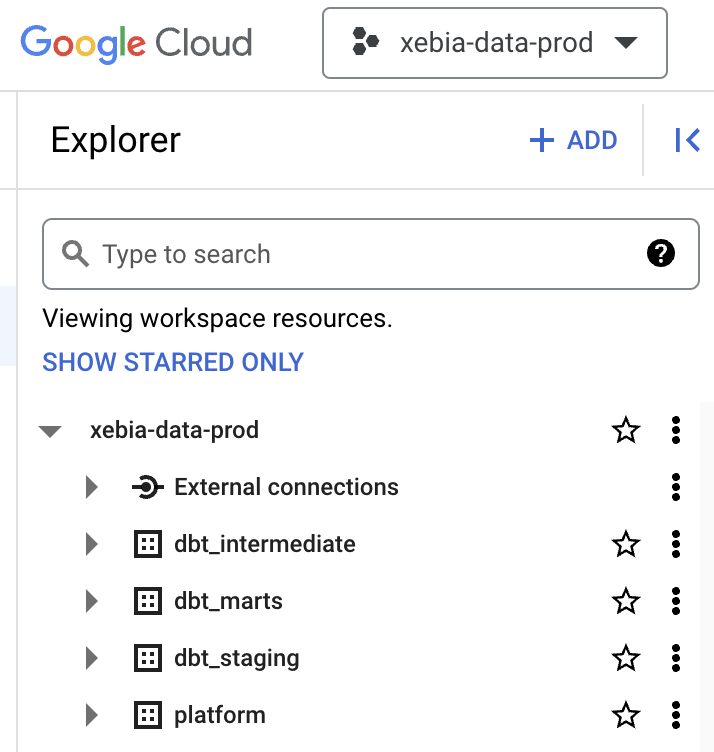 Google Cloud
xebia-data-prod
Explorer
+ ADD
Type to search
?
Viewing workspace resources.
SHOW STARRED ONLY
xebia-data-prod
External connections
dbt_intermediate
dbt_marts
dbt_staging
platform